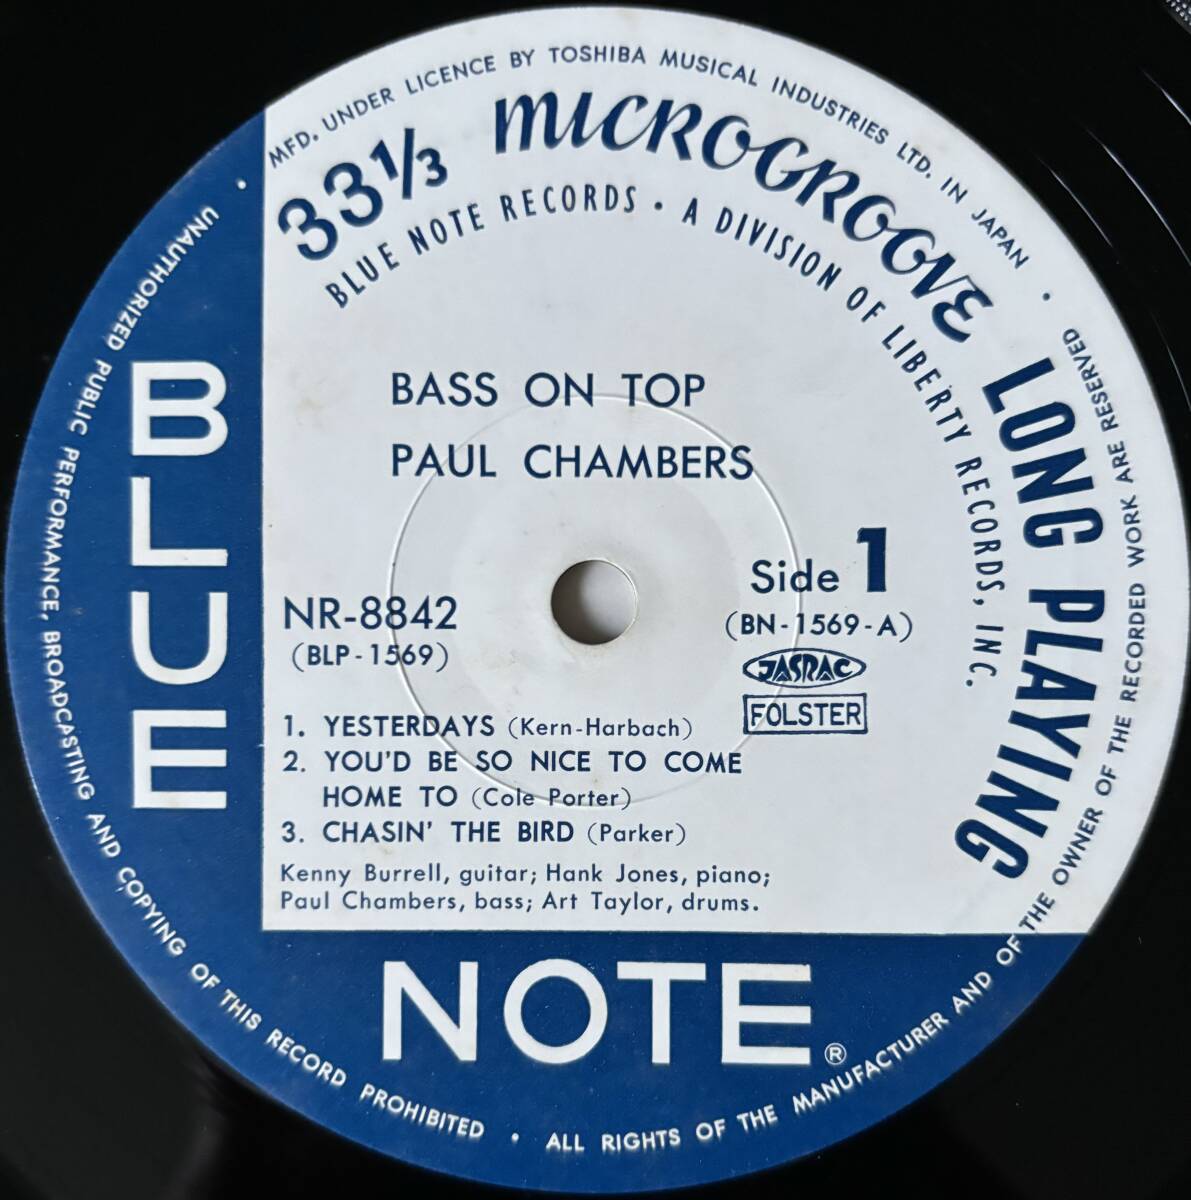 MFD. UNDER LICENCE BY TOSHIBA MUSICAL INDUSTRIES LTD. IN JAPAN •
33 1/3 MICROGROOVE LONG PLAYING
BLUE NOTE RECORDS • A DIVISION OF LIBERTY RECORDS, INC.
BASS ON TOP
PAUL CHAMBERS
Side 1
NR-8842
(BN-1569-A)
(BLP-1569)
JASRAC
FOLSTER
1. YESTERDAYS (Kern-Harbach)
2. YOU'D BE SO NICE TO COME
HOME TO (Cole Porter)
3. CHASIN' THE BIRD (Parker)
Kenny Burrell, guitar; Hank Jones, piano;
Paul Chambers, bass; Art Taylor, drums.
BLUE
NOTE ®
• UNAUTHORIZED PUBLIC PERFORMANCE, BROADCASTING AND COPYING OF THIS RECORD PROHIBITED • ALL RIGHTS OF THE MANUFACTURER AND OF THE OWNER OF THE RECORDED WORK ARE RESERVED